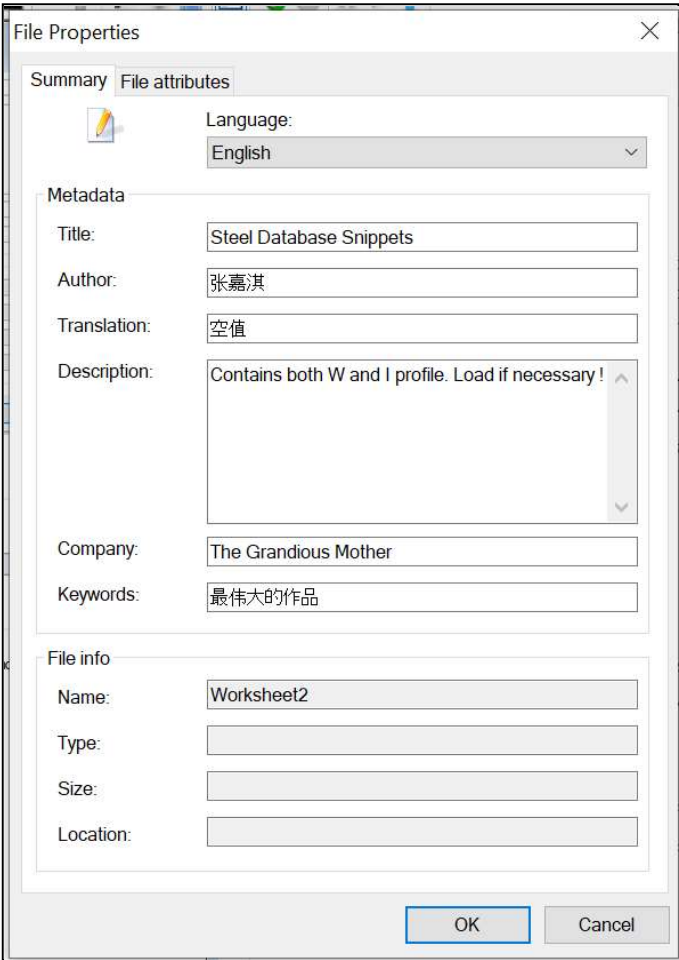 File Properties
Summary File attributes
Language:
English
Metadata
Title: Steel Database Snippets
Author: 张嘉淇
Translation: 空值
Description: Contains both W and I profile. Load if necessary !
Company: The Grandious Mother
Keywords: 最伟大的作品
File info
Name: Worksheet2
Type:
Size:
Location:
OK Cancel